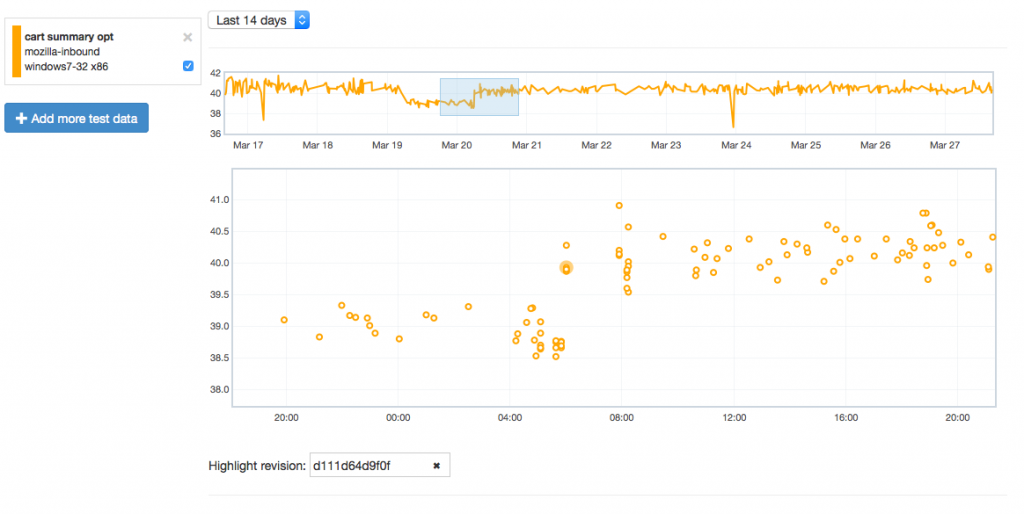 cart summary opt
mozilla-inbound
windows7-32 x86
+ Add more test data
Last 14 days
42
40
38
36
Mar 17 Mar 18 Mar 19 Mar 20 Mar 21 Mar 22 Mar 23 Mar 24 Mar 25 Mar 26 Mar 27
41.0
40.5
40.0
39.5
39.0
38.5
38.0
20:00 00:00 04:00 08:00 12:00 16:00 20:00
Highlight revision: d111d64d9f0f